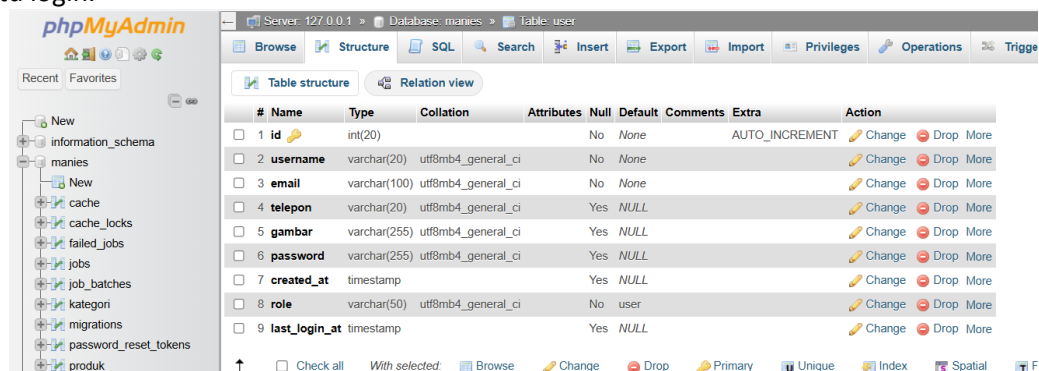 ta login.
phpMyAdmin
Recent Favorites
New
information_schema
manies
New
cache
cache_locks
failed_jobs
jobs
job_batches
kategori
migrations
password_reset_tokens
produk
Server: 127.0.0.1 » Database: manies » Table: user
Browse Structure SQL Search Insert Export Import Privileges Operations Trigge
Table structure Relation view
# Name Type Collation Attributes Null Default Comments Extra Action
1 id int(20) No None AUTO_INCREMENT Change Drop More
2 username varchar(20) utf8mb4_general_ci No None Change Drop More
3 email varchar(100) utf8mb4_general_ci No None Change Drop More
4 telepon varchar(20) utf8mb4_general_ci Yes NULL Change Drop More
5 gambar varchar(255) utf8mb4_general_ci Yes NULL Change Drop More
6 password varchar(255) utf8mb4_general_ci Yes NULL Change Drop More
7 created_at timestamp Yes NULL Change Drop More
8 role varchar(50) utf8mb4_general_ci No user Change Drop More
9 last_login_at timestamp Yes NULL Change Drop More
Check all With selected: Browse Change Drop Primary Unique Index Spatial F